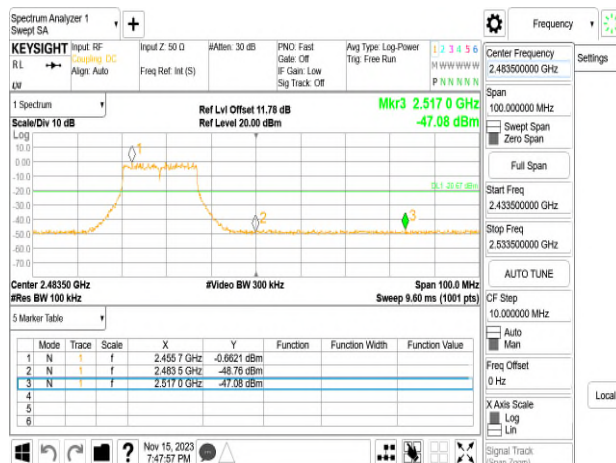 Spectrum Analyzer 1
Swept SA
Frequency
KEYSIGHT
RL
Input: RF
Coupling: DC
Align: Auto
Input Z: 50 Ω
Freq Ref: Int (S)
#Atten: 30 dB
PNO: Fast
Gate: Off
IF Gain: Low
Sig Track: Off
Avg Type: Log-Power
Trig: Free Run
1 2 3 4 5 6
M W W W W W
P N N N N N
Center Frequency
2.483500000 GHz
Settings
Span
100.000000 MHz
Swept Span
Zero Span
Full Span
Start Freq
2.433500000 GHz
Stop Freq
2.533500000 GHz
AUTO TUNE
CF Step
10.000000 MHz
Auto
Man
Freq Offset
0 Hz
X Axis Scale
Log
Lin
Signal Track
(Span Zoom)
Local
1 Spectrum
Scale/Div 10 dB
Ref Lvl Offset 11.78 dB
Ref Level 20.00 dBm
Mkr3 2.517 0 GHz
-47.08 dBm
Log
10.0
0.00
-10.0
-20.0
-30.0
-40.0
-50.0
-60.0
-70.0
1
2
3
DL1 -20.67 dBm
Center 2.48350 GHz
#Res BW 100 kHz
#Video BW 300 kHz
Span 100.0 MHz
Sweep 9.60 ms (1001 pts)
5 Marker Table
Mode Trace Scale X Y Function Function Width Function Value
1 N 1 f 2.455 7 GHz -0.6621 dBm
2 N 1 f 2.483 5 GHz -48.76 dBm
3 N 1 f 2.517 0 GHz -47.08 dBm
4
5
6
?
Nov 15, 2023
7:47:57 PM